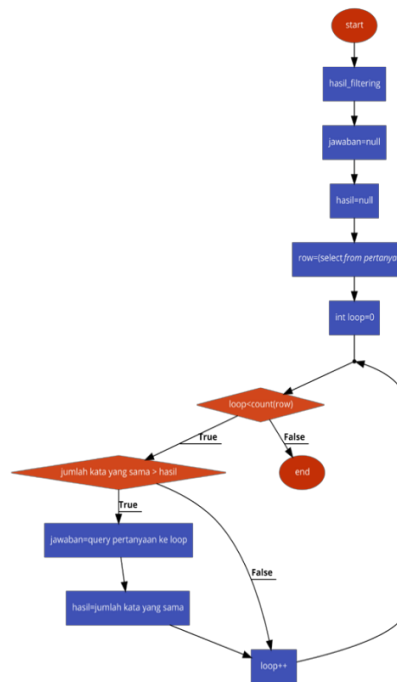 start
hasil_filtering
jawaban=null
hasil=null
row=(select from pertanya
int loop=0
loop<count(row)
True
False
jumlah kata yang sama > hasil
end
True
jawaban=query pertanyaan ke loop
False
hasil=jumlah kata yang sama
loop++